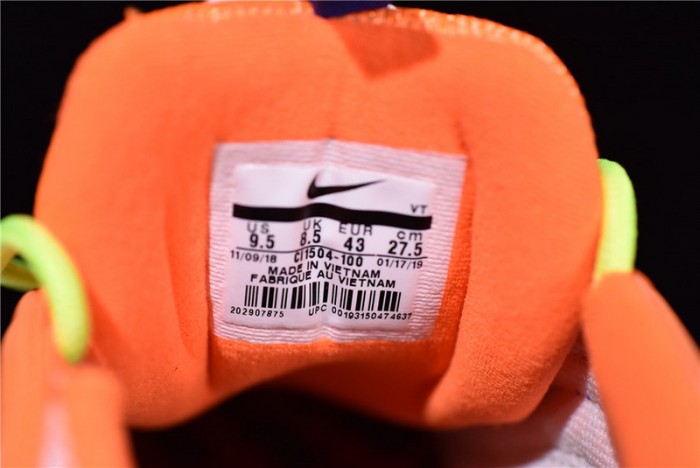 VT
US UK EUR cm
9.5 8.5 43 27.5
11/09/18 CI1504-100 01/17/19
MADE IN VIETNAM
FABRIQUE AU VIETNAM
202907875 UPC 00193150474637